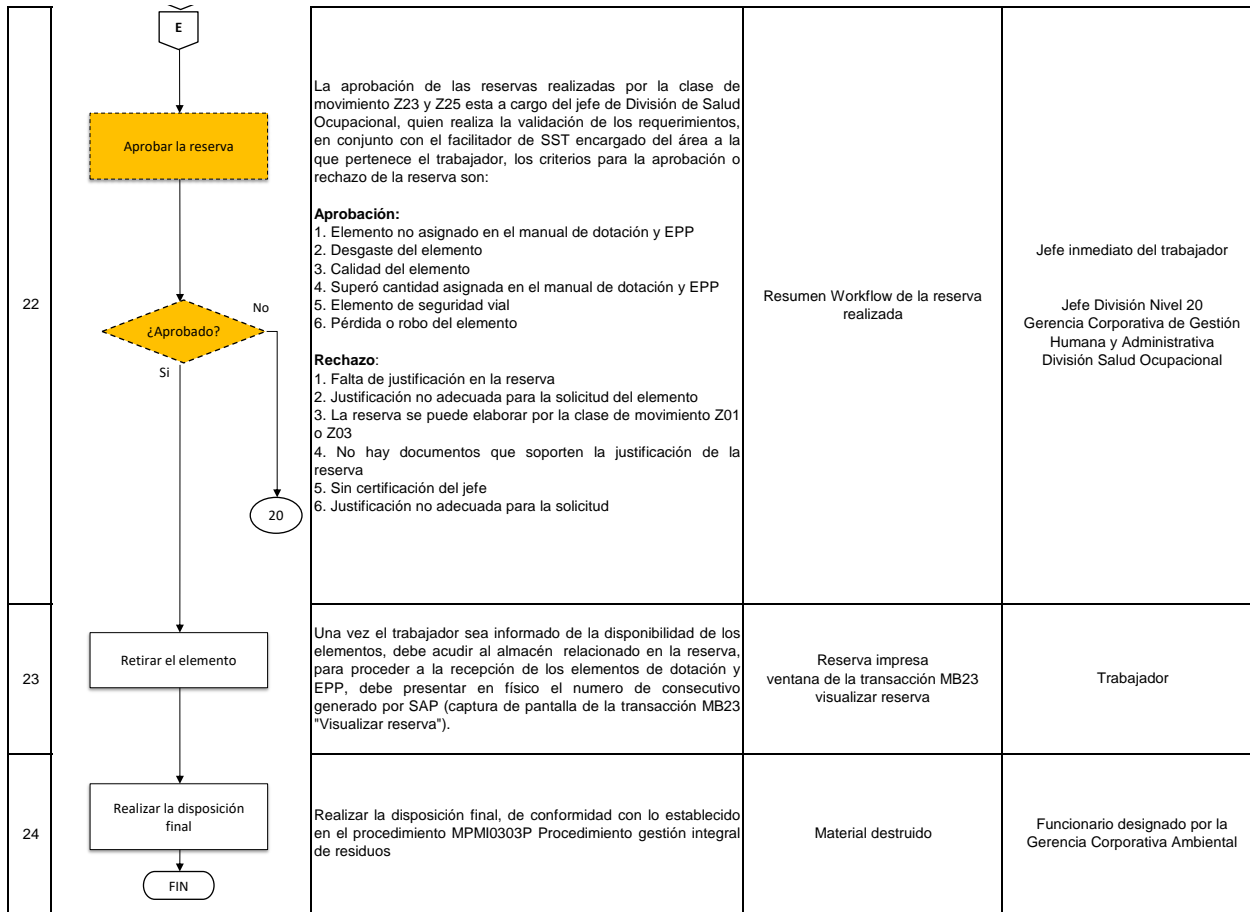 E
22
Aprobar la reserva
¿Aprobado?
No
Si
20
La aprobación de las reservas realizadas por la clase de
movimiento Z23 y Z25 esta a cargo del jefe de División de Salud
Ocupacional, quien realiza la validación de los requerimientos,
en conjunto con el facilitador de SST encargado del área a la
que pertenece el trabajador, los criterios para la aprobación o
rechazo de la reserva son:
Aprobación:
1. Elemento no asignado en el manual de dotación y EPP
2. Desgaste del elemento
3. Calidad del elemento
4. Superó cantidad asignada en el manual de dotación y EPP
5. Elemento de seguridad vial
6. Pérdida o robo del elemento
Rechazo:
1. Falta de justificación en la reserva
2. Justificación no adecuada para la solicitud del elemento
3. La reserva se puede elaborar por la clase de movimiento Z01
o Z03
4. No hay documentos que soporten la justificación de la
reserva
5. Sin certificación del jefe
6. Justificación no adecuada para la solicitud
Resumen Workflow de la reserva
realizada
Jefe inmediato del trabajador
Jefe División Nivel 20
Gerencia Corporativa de Gestión
Humana y Administrativa
División Salud Ocupacional
23
Retirar el elemento
Una vez el trabajador sea informado de la disponibilidad de los
elementos, debe acudir al almacén relacionado en la reserva,
para proceder a la recepción de los elementos de dotación y
EPP, debe presentar en físico el numero de consecutivo
generado por SAP (captura de pantalla de la transacción MB23
"Visualizar reserva").
Reserva impresa
ventana de la transacción MB23
visualizar reserva
Trabajador
24
Realizar la disposición
final
FIN
Realizar la disposición final, de conformidad con lo establecido
en el procedimiento MPMI0303P Procedimiento gestión integral
de residuos
Material destruido
Funcionario designado por la
Gerencia Corporativa Ambiental